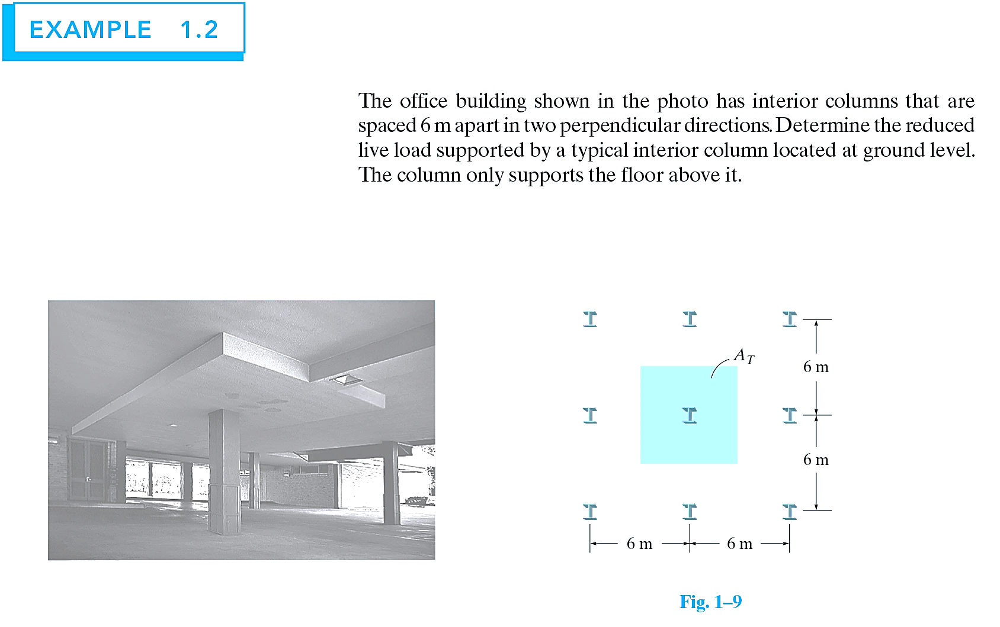 EXAMPLE 1.2
The office building shown in the photo has interior columns that are
spaced 6 m apart in two perpendicular directions. Determine the reduced
live load supported by a typical interior column located at ground level.
The column only supports the floor above it.
A_T
6 m
6 m
6 m
6 m
Fig. 1–9